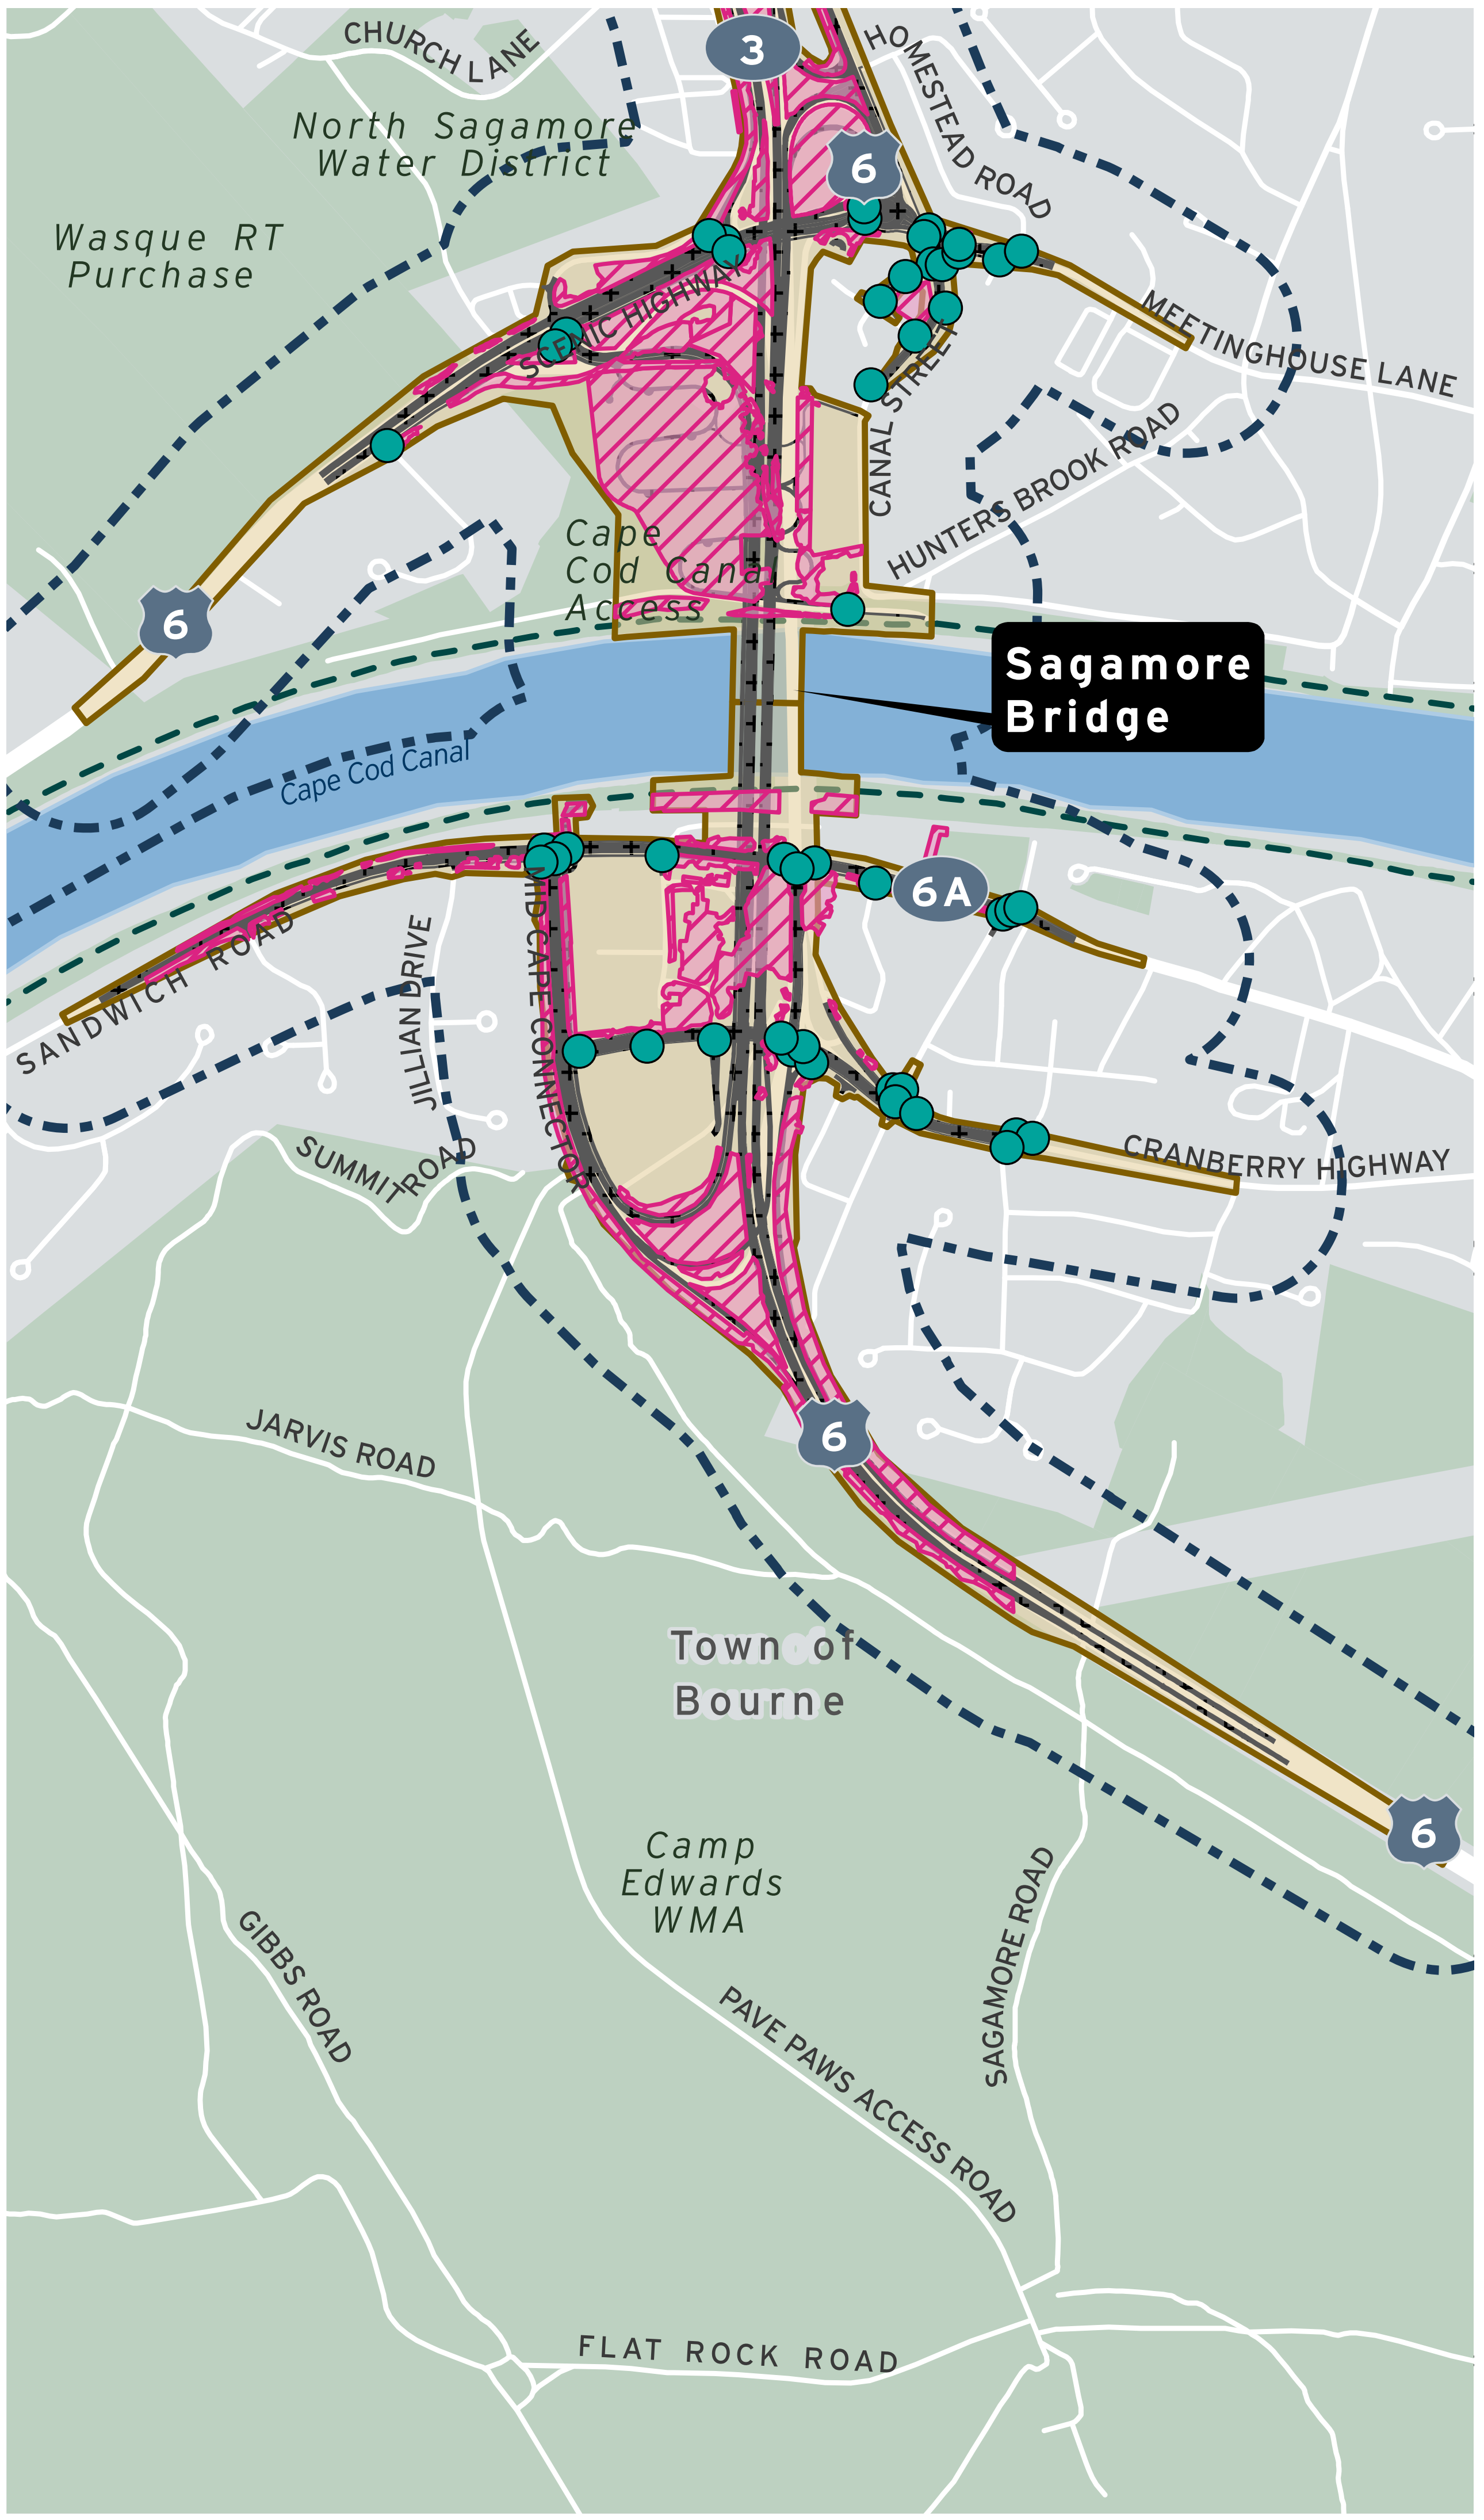 3
CHURCH LANE
HOMESTEAD ROAD
North Sagamore
Water District
6
Wasque RT
Purchase
SCENIC HIGHWAY
MEETINGHOUSE LANE
CANAL STREET
HUNTERS BROOK ROAD
Cape
Cod Canal
Access
6
Sagamore
Bridge
Cape Cod Canal
6A
SANDWICH ROAD
JILLIAN DRIVE
MID CAPE CONNECTOR
SUMMIT ROAD
CRANBERRY HIGHWAY
JARVIS ROAD
6
Town of
Bourne
6
Camp
Edwards
WMA
GIBBS ROAD
SAGAMORE ROAD
PAVE PAWS ACCESS ROAD
FLAT ROCK ROAD